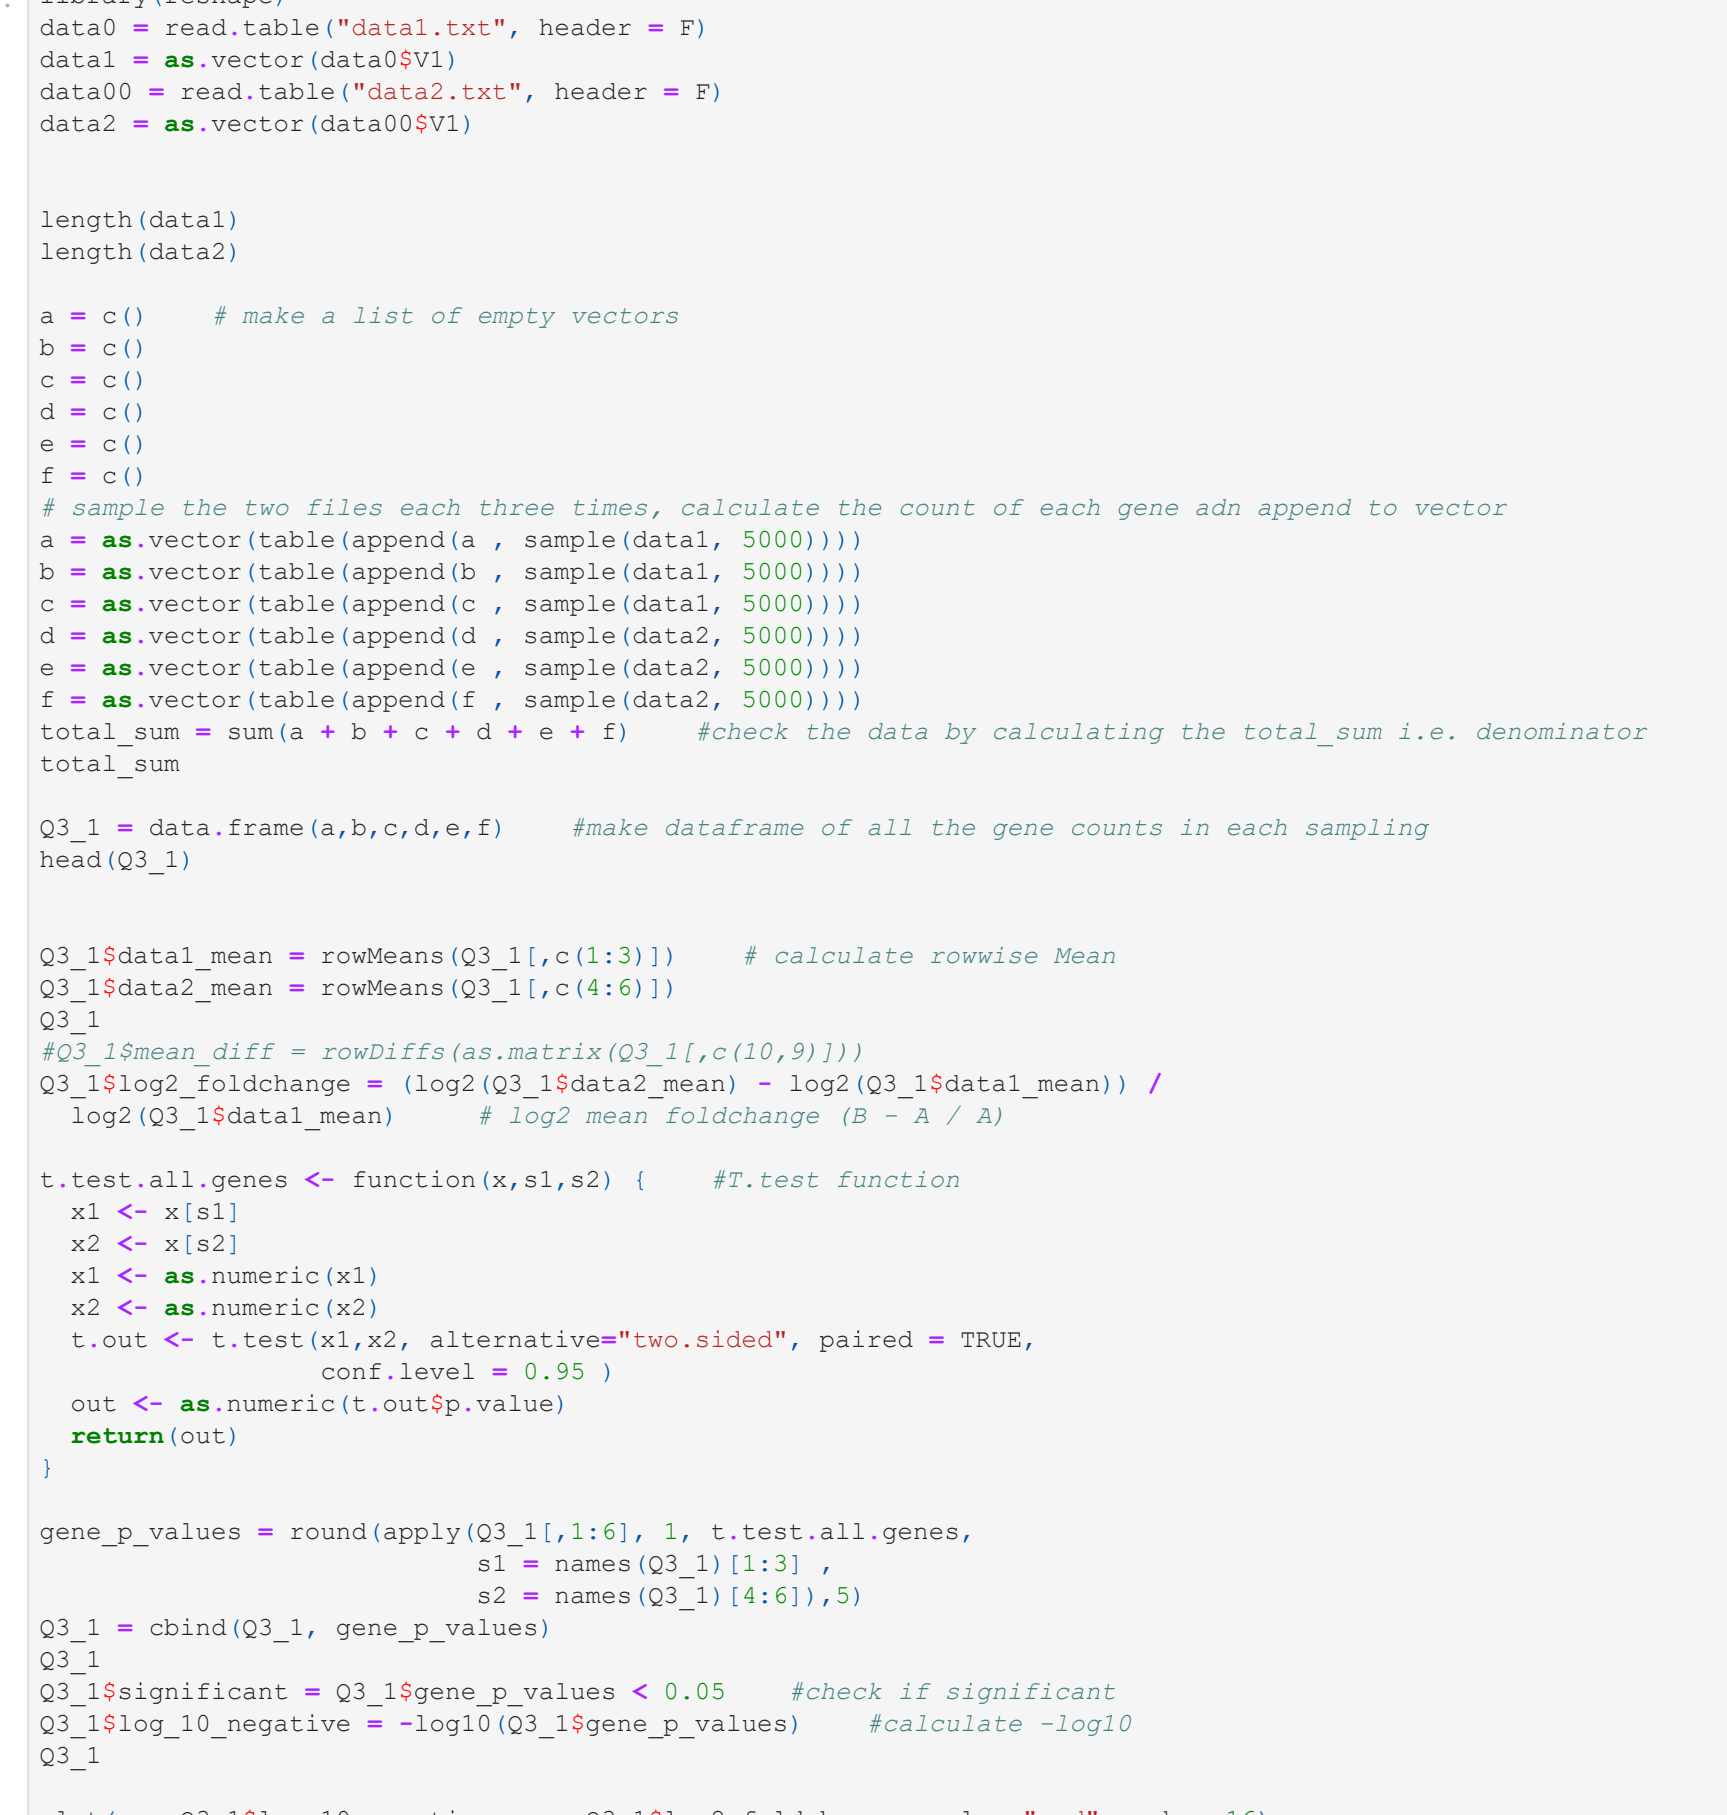 library(reshape)
data0 = read.table("data1.txt", header = F)
data1 = as.vector(data0$V1)
data00 = read.table("data2.txt", header = F)
data2 = as.vector(data00$V1)
length(data1)
length(data2)
a = c()    # make a list of empty vectors
b = c()
c = c()
d = c()
e = c()
f = c()
# sample the two files each three times, calculate the count of each gene adn append to vector
a = as.vector(table(append(a , sample(data1, 5000))))
b = as.vector(table(append(b , sample(data1, 5000))))
c = as.vector(table(append(c , sample(data1, 5000))))
d = as.vector(table(append(d , sample(data2, 5000))))
e = as.vector(table(append(e , sample(data2, 5000))))
f = as.vector(table(append(f , sample(data2, 5000))))
total_sum = sum(a + b + c + d + e + f)    #check the data by calculating the total_sum i.e. denominator
total_sum
Q3_1 = data.frame(a,b,c,d,e,f)    #make dataframe of all the gene counts in each sampling
head(Q3_1)
Q3_1$data1_mean = rowMeans(Q3_1[,c(1:3)])    # calculate rowwise Mean
Q3_1$data2_mean = rowMeans(Q3_1[,c(4:6)])
Q3_1
#Q3_1$mean_diff = rowDiffs(as.matrix(Q3_1[,c(10,9)]))
Q3_1$log2_foldchange = (log2(Q3_1$data2_mean) - log2(Q3_1$data1_mean)) /
  log2(Q3_1$data1_mean)     # log2 mean foldchange (B - A / A)
t.test.all.genes <- function(x,s1,s2) {    #T.test function
  x1 <- x[s1]
  x2 <- x[s2]
  x1 <- as.numeric(x1)
  x2 <- as.numeric(x2)
  t.out <- t.test(x1,x2, alternative="two.sided", paired = TRUE,
                  conf.level = 0.95 )
  out <- as.numeric(t.out$p.value)
  return(out)
}
gene_p_values = round(apply(Q3_1[,1:6], 1, t.test.all.genes,
                            s1 = names(Q3_1)[1:3] ,
                            s2 = names(Q3_1)[4:6]),5)
Q3_1 = cbind(Q3_1, gene_p_values)
Q3_1
Q3_1$significant = Q3_1$gene_p_values < 0.05    #check if significant
Q3_1$log_10_negative = -log10(Q3_1$gene_p_values)    #calculate -log10
Q3_1